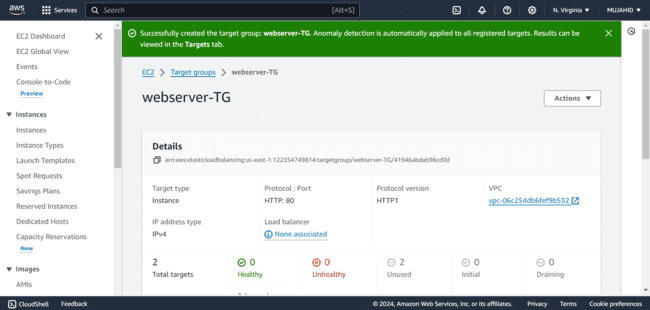 aws
Services
Search
[Alt+S]
N. Virginia
MUJAHID
EC2 Dashboard
EC2 Global View
Events
Console-to-Code
Preview
Instances
Instances
Instance Types
Launch Templates
Spot Requests
Savings Plans
Reserved Instances
Dedicated Hosts
Capacity Reservations
New
Images
AMIs
Successfully created the target group: webserver-TG. Anomaly detection is automatically applied to all registered targets. Results can be
viewed in the Targets tab.
EC2 > Target groups > webserver-TG
webserver-TG
Actions
Details
arn:aws:elasticloadbalancing:us-east-1:122354749814:targetgroup/webserver-TG/41946abdab96cd0d
Target type
Instance
Protocol : Port
HTTP: 80
Protocol version
HTTP1
VPC
vpc-06c254db6fef9b532
IP address type
IPv4
Load balancer
None associated
2
Total targets
0
Healthy
0
Unhealthy
2
Unused
0
Initial
0
Draining
CloudShell
Feedback
© 2024, Amazon Web Services, Inc. or its affiliates.
Privacy
Terms
Cookie preferences